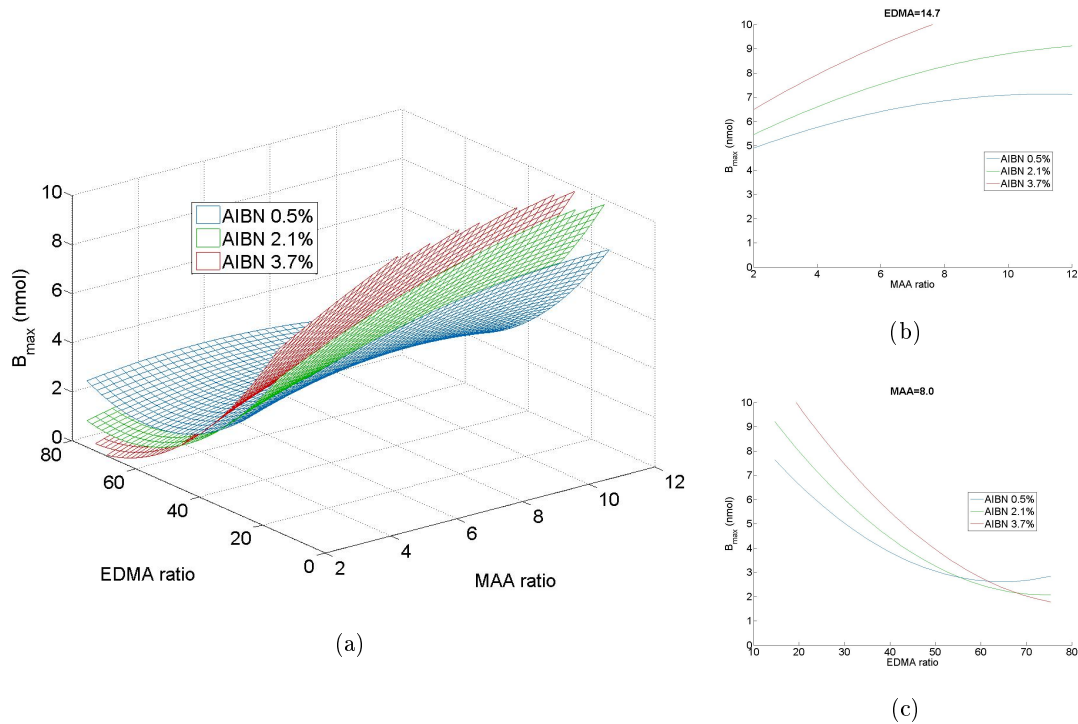 10
8
6
4
2
0
B_max (nmol)
AIBN 0.5%
AIBN 2.1%
AIBN 3.7%
80
60
40
20
0
EDMA ratio
2
4
6
8
10
12
MAA ratio
(a)
EDMA=14.7
10
9
8
7
6
5
4
3
2
1
0
B_max (nmol)
AIBN 0.5%
AIBN 2.1%
AIBN 3.7%
2
4
6
8
10
12
MAA ratio
(b)
MAA=8.0
10
9
8
7
6
5
4
3
2
1
0
B_max (nmol)
AIBN 0.5%
AIBN 2.1%
AIBN 3.7%
10
20
30
40
50
60
70
80
EDMA ratio
(c)